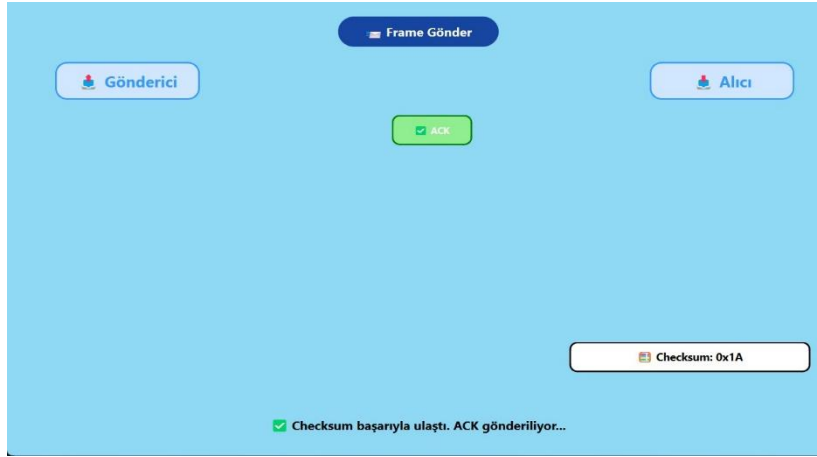 Frame Gönder
Gönderici
Alıcı
ACK
Checksum: 0x1A
Checksum başarıyla ulaştı. ACK gönderiliyor...